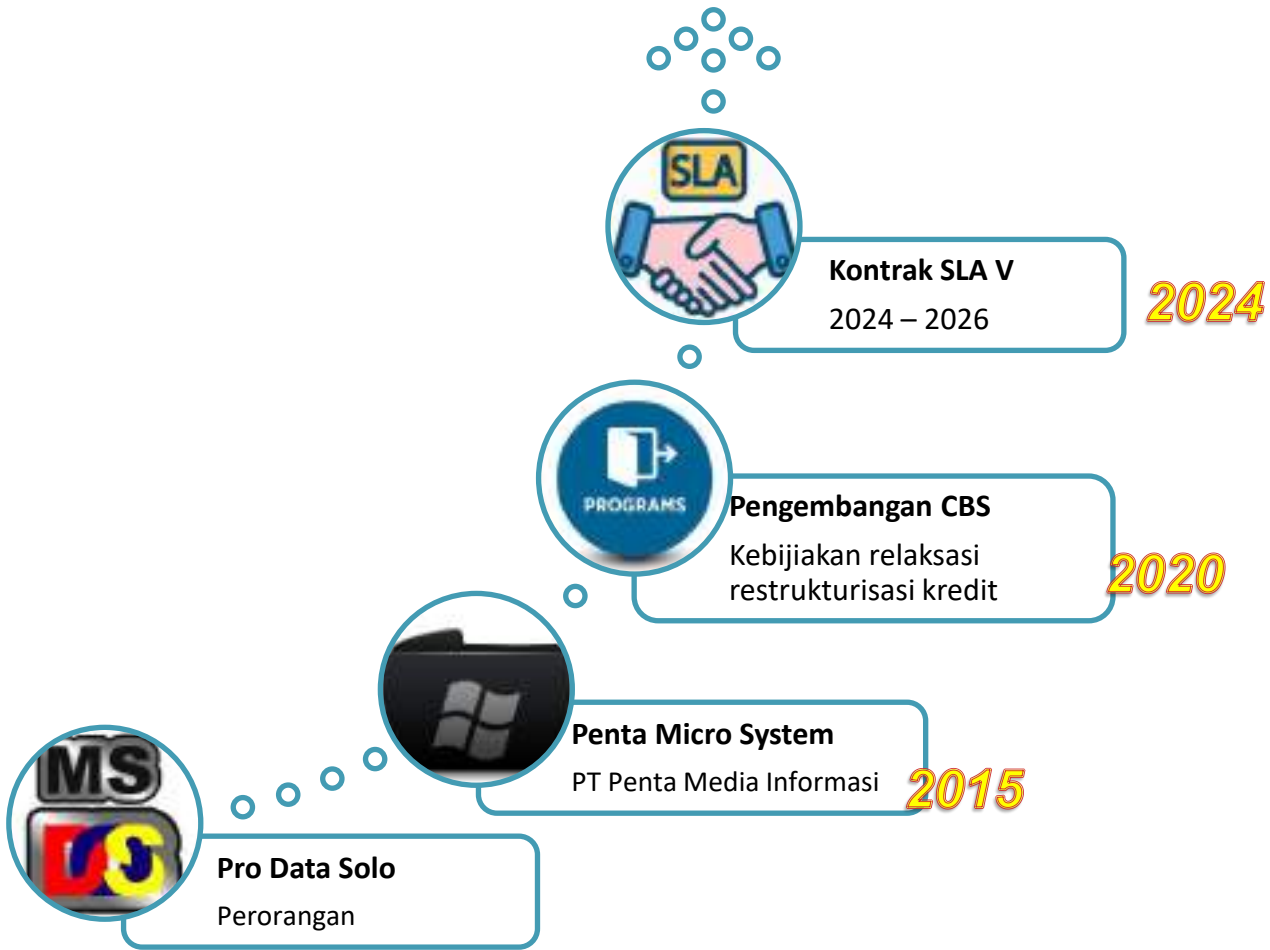 SLA
Kontrak SLA V
2024 – 2026
2024
PROGRAMS
Pengembangan CBS
Kebijiakan relaksasi
restrukturisasi kredit
2020
Penta Micro System
PT Penta Media Informasi
2015
MS
DOS
Pro Data Solo
Perorangan